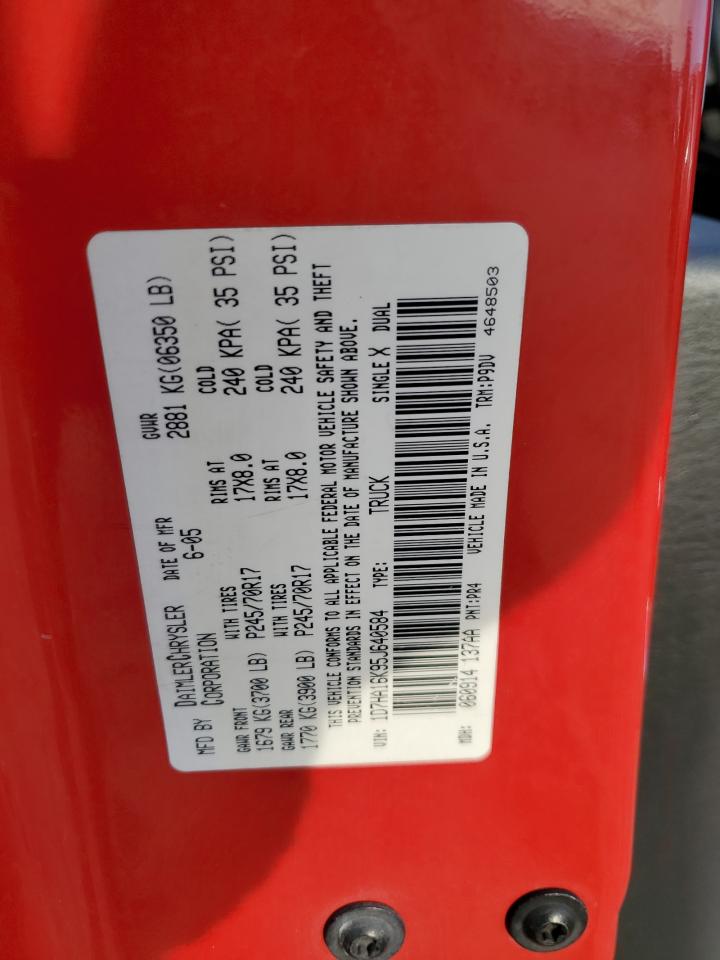 MFD BY DAIMLERCHRYSLER CORPORATION
DATE OF MFR 6-05
GVWR 2881 KG(06350 LB)
GAWR FRONT WITH TIRES RIMS AT COLD
1679 KG(3700 LB) P245/70R17 17X8.0 240 KPA( 35 PSI)
GAWR REAR WITH TIRES RIMS AT COLD
1770 KG(3900 LB) P245/70R17 17X8.0 240 KPA( 35 PSI)
THIS VEHICLE CONFORMS TO ALL APPLICABLE FEDERAL MOTOR VEHICLE SAFETY AND THEFT
PREVENTION STANDARDS IN EFFECT ON THE DATE OF MANUFACTURE SHOWN ABOVE.
VIN: 1D7HA16K95J640584 TYPE: TRUCK SINGLE X DUAL
MDH: 060914 137AA PNT:PR4 VEHICLE MADE IN U.S.A. TRM:P9DV
4648503